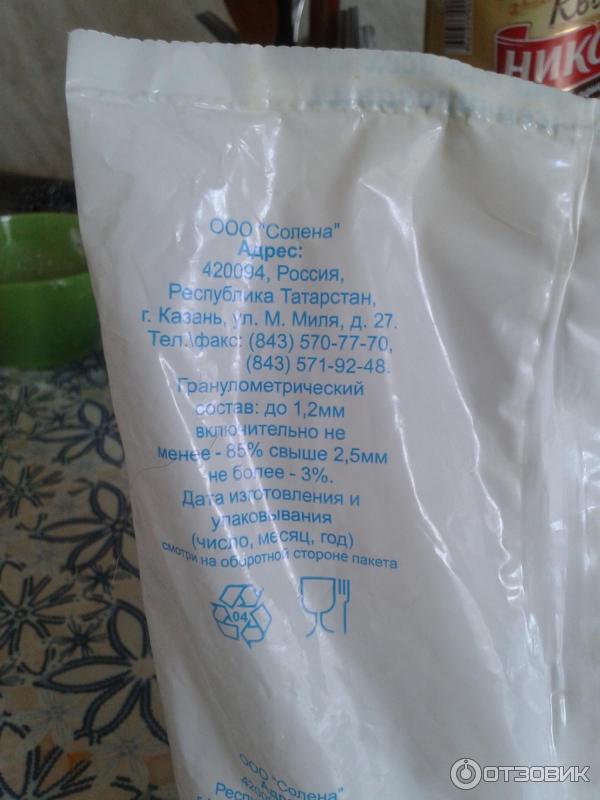 НИКО
ООО "Солена"
Адрес:
420094, Россия,
Республика Татарстан,
г. Казань, ул. М. Миля, д. 27.
Тел.\факс: (843) 570-77-70,
(843) 571-92-48.
Гранулометрический
состав: до 1,2мм
включительно не
менее - 85% свыше 2,5мм
не более - 3%.
Дата изготовления и
упаковывания
(число, месяц, год)
смотри на оборотной стороне пакета
04
ООО "Солена"
ОТЗОВИК